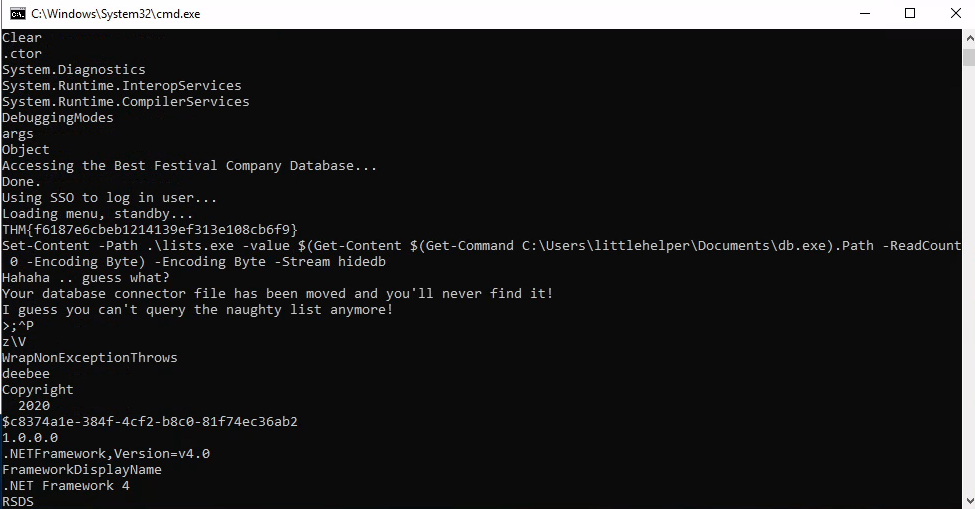 C:\Windows\System32\cmd.exe
Clear
.ctor
System.Diagnostics
System.Runtime.InteropServices
System.Runtime.CompilerServices
DebuggingModes
args
Object
Accessing the Best Festival Company Database...
Done.
Using SSO to log in user...
Loading menu, standby...
THM{f6187e6cbeb1214139ef313e108cb6f9}
Set-Content -Path .\lists.exe -value $(Get-Content $(Get-Command C:\Users\littlehelper\Documents\db.exe).Path -ReadCount
 0 -Encoding Byte) -Encoding Byte -Stream hidedb
Hahaha .. guess what?
Your database connector file has been moved and you'll never find it!
I guess you can't query the naughty list anymore!
>;^P
z\V
WrapNonExceptionThrows
deebee
Copyright
  2020
$c8374a1e-384f-4cf2-b8c0-81f74ec36ab2
1.0.0.0
.NETFramework,Version=v4.0
FrameworkDisplayName
.NET Framework 4
RSDS